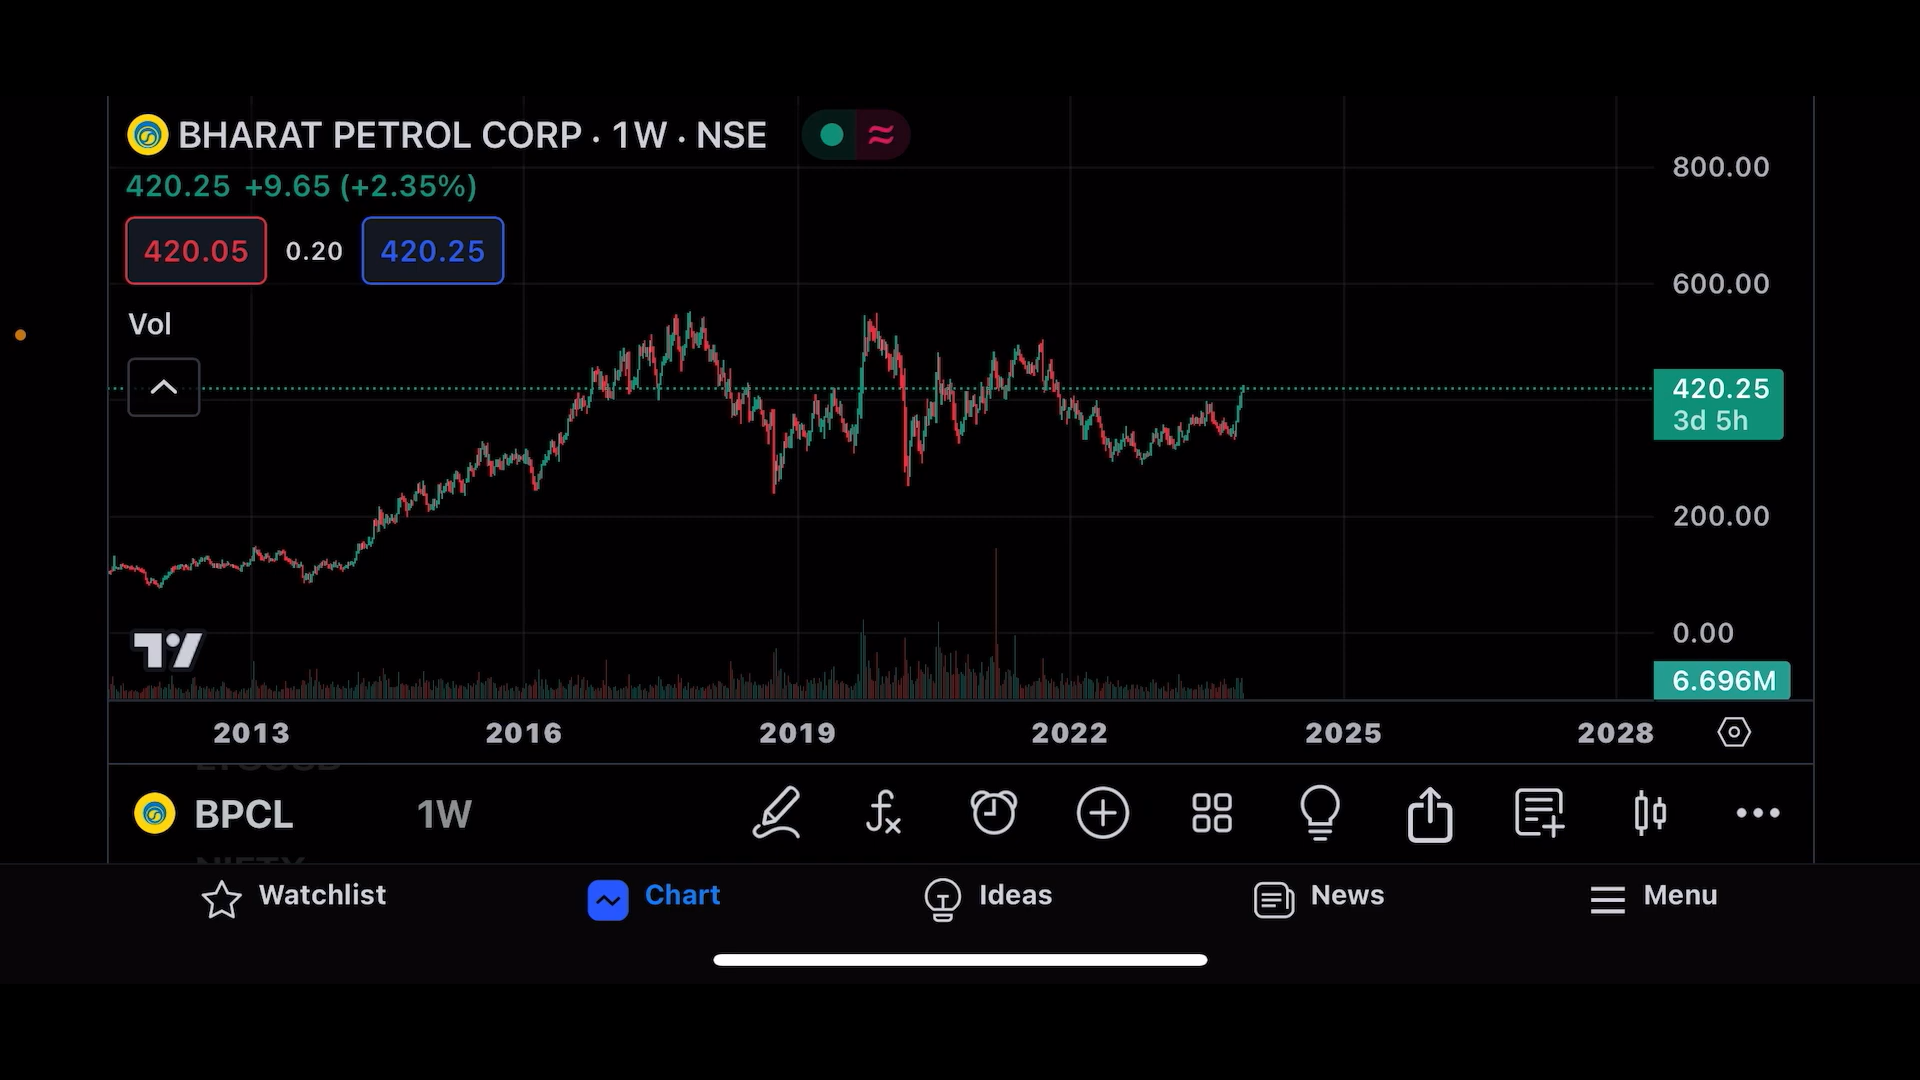 BHARAT PETROL CORP · 1W · NSE
420.25 +9.65 (+2.35%)
420.05 0.20 420.25
Vol
800.00
600.00
420.25
3d 5h
200.00
0.00
6.696M
2013 2016 2019 2022 2025 2028
BPCL 1W
Watchlist Chart Ideas News Menu